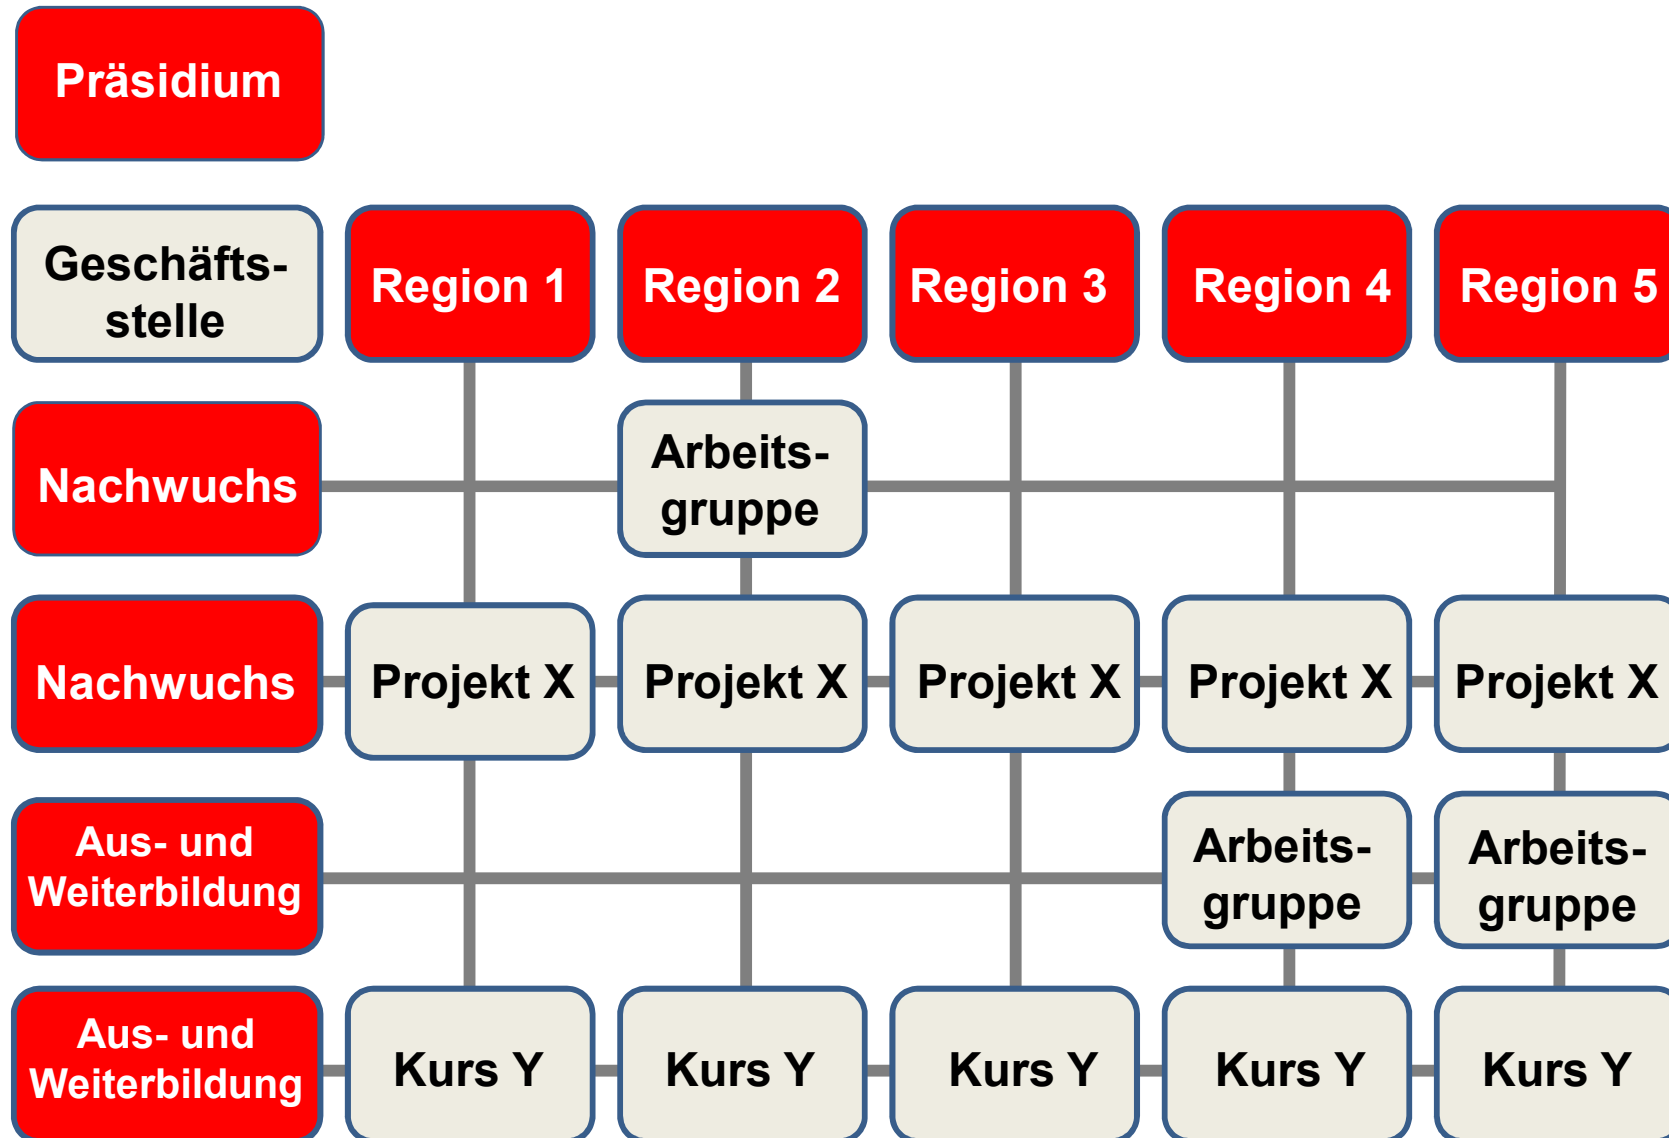 Präsidium
Geschäfts-
stelle
Region 1
Region 2
Region 3
Region 4
Region 5
Nachwuchs
Arbeits-
gruppe
Nachwuchs
Projekt X
Projekt X
Projekt X
Projekt X
Projekt X
Aus- und
Weiterbildung
Arbeits-
gruppe
Arbeits-
gruppe
Aus- und
Weiterbildung
Kurs Y
Kurs Y
Kurs Y
Kurs Y
Kurs Y